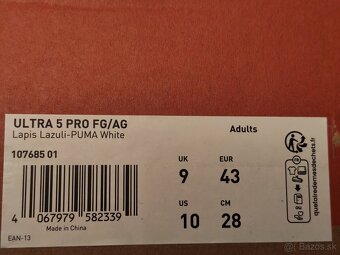 ULTRA 5 PRO FG/AG
Lapis Lazuli-PUMA White
Adults
107685 01
UK EUR
9 43
US CM
10 28
4 067979 582339
Made in China
EAN-13
FR
quefairedemesdechets.fr
bazos.sk